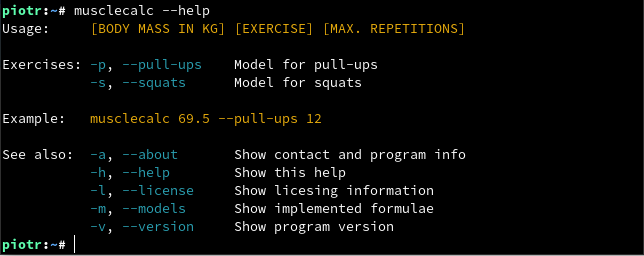 piotr:~# musclecalc --help
Usage: [BODY MASS IN KG] [EXERCISE] [MAX. REPETITIONS]
Exercises: -p, --pull-ups Model for pull-ups
-s, --squats Model for squats
Example: musclecalc 69.5 --pull-ups 12
See also: -a, --about Show contact and program info
-h, --help Show this help
-l, --license Show licesing information
-m, --models Show implemented formulae
-v, --version Show program version
piotr:~#